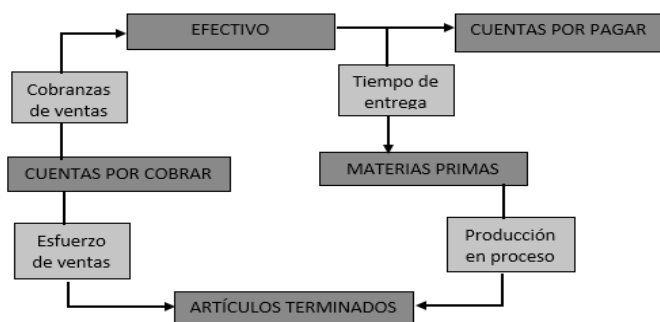 EFECTIVO
CUENTAS POR PAGAR
Cobranzas
de ventas
Tiempo de
entrega
CUENTAS POR COBRAR
MATERIAS PRIMAS
Esfuerzo
de ventas
Producción
en proceso
ARTÍCULOS TERMINADOS